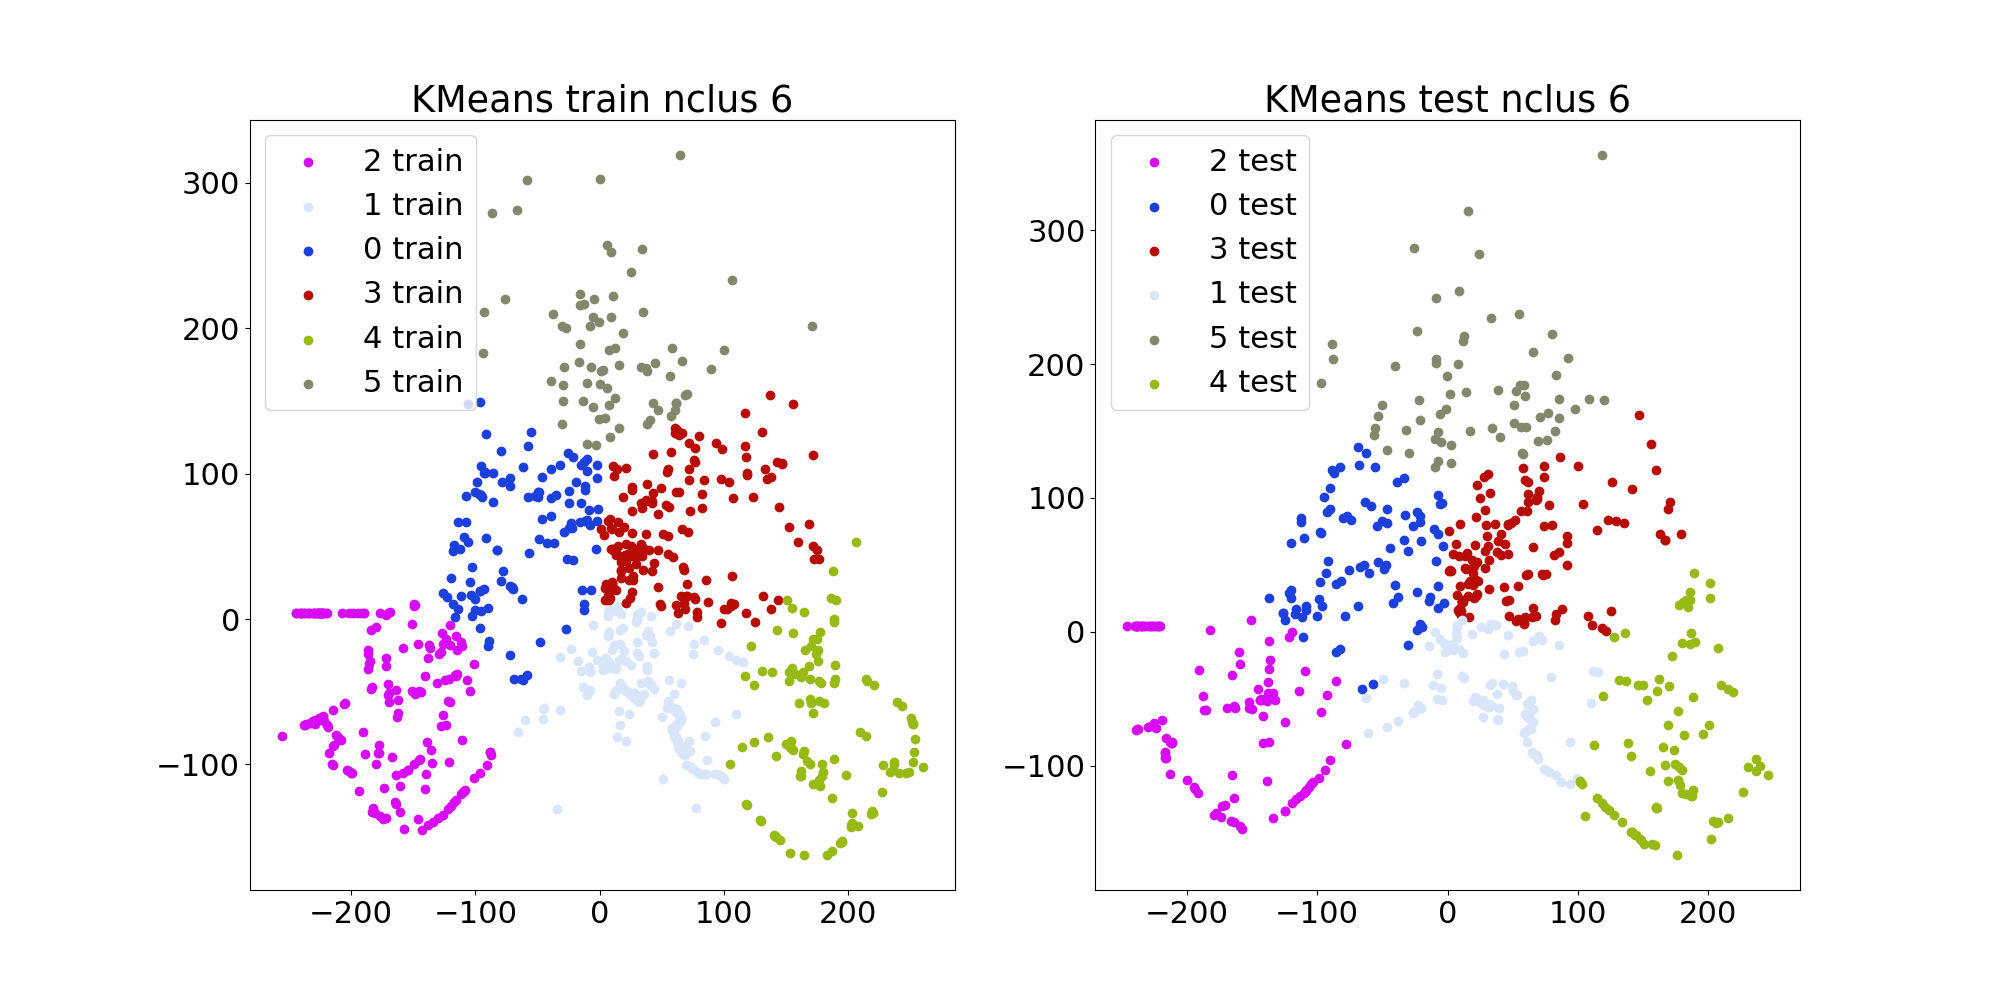 KMeans train nclus 6
2 train
1 train
0 train
3 train
4 train
5 train
300
200
100
0
−100
−200 −100 0 100 200
KMeans test nclus 6
2 test
0 test
3 test
1 test
5 test
4 test
300
200
100
0
−100
−200 −100 0 100 200